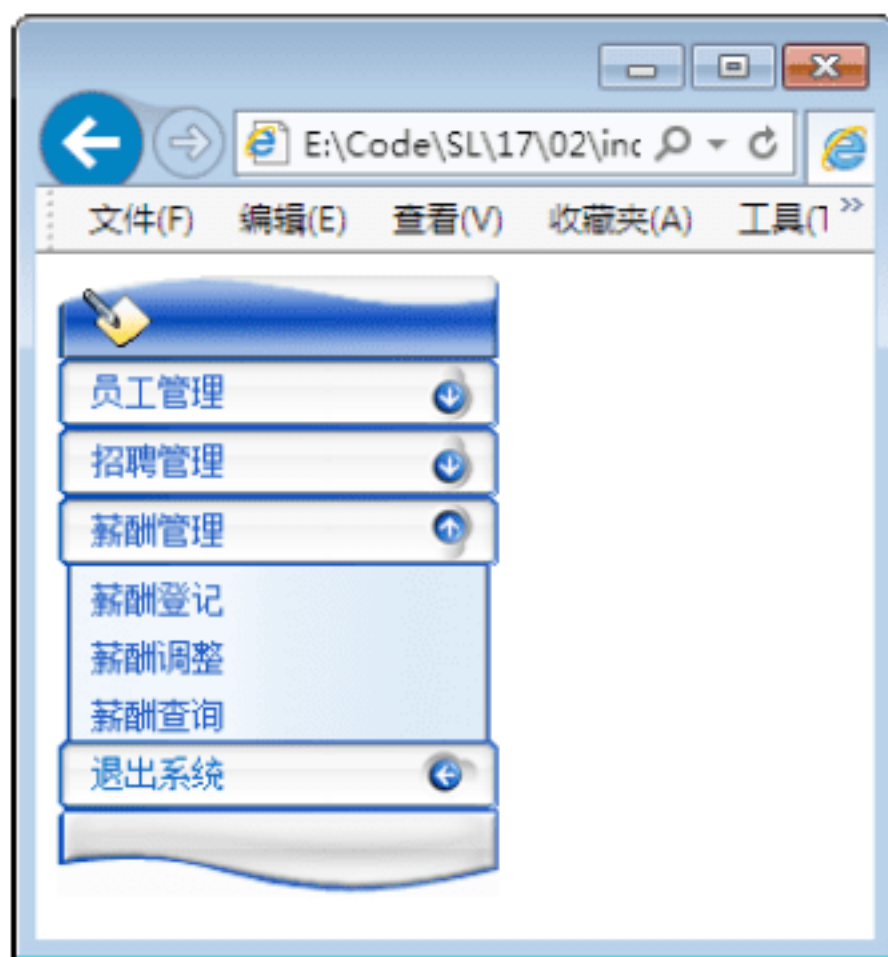 E:\Code\SL\17\02\inc
文件(F) 编辑(E) 查看(V) 收藏夹(A) 工具(T
员工管理
招聘管理
薪酬管理
薪酬登记
薪酬调整
薪酬查询
退出系统